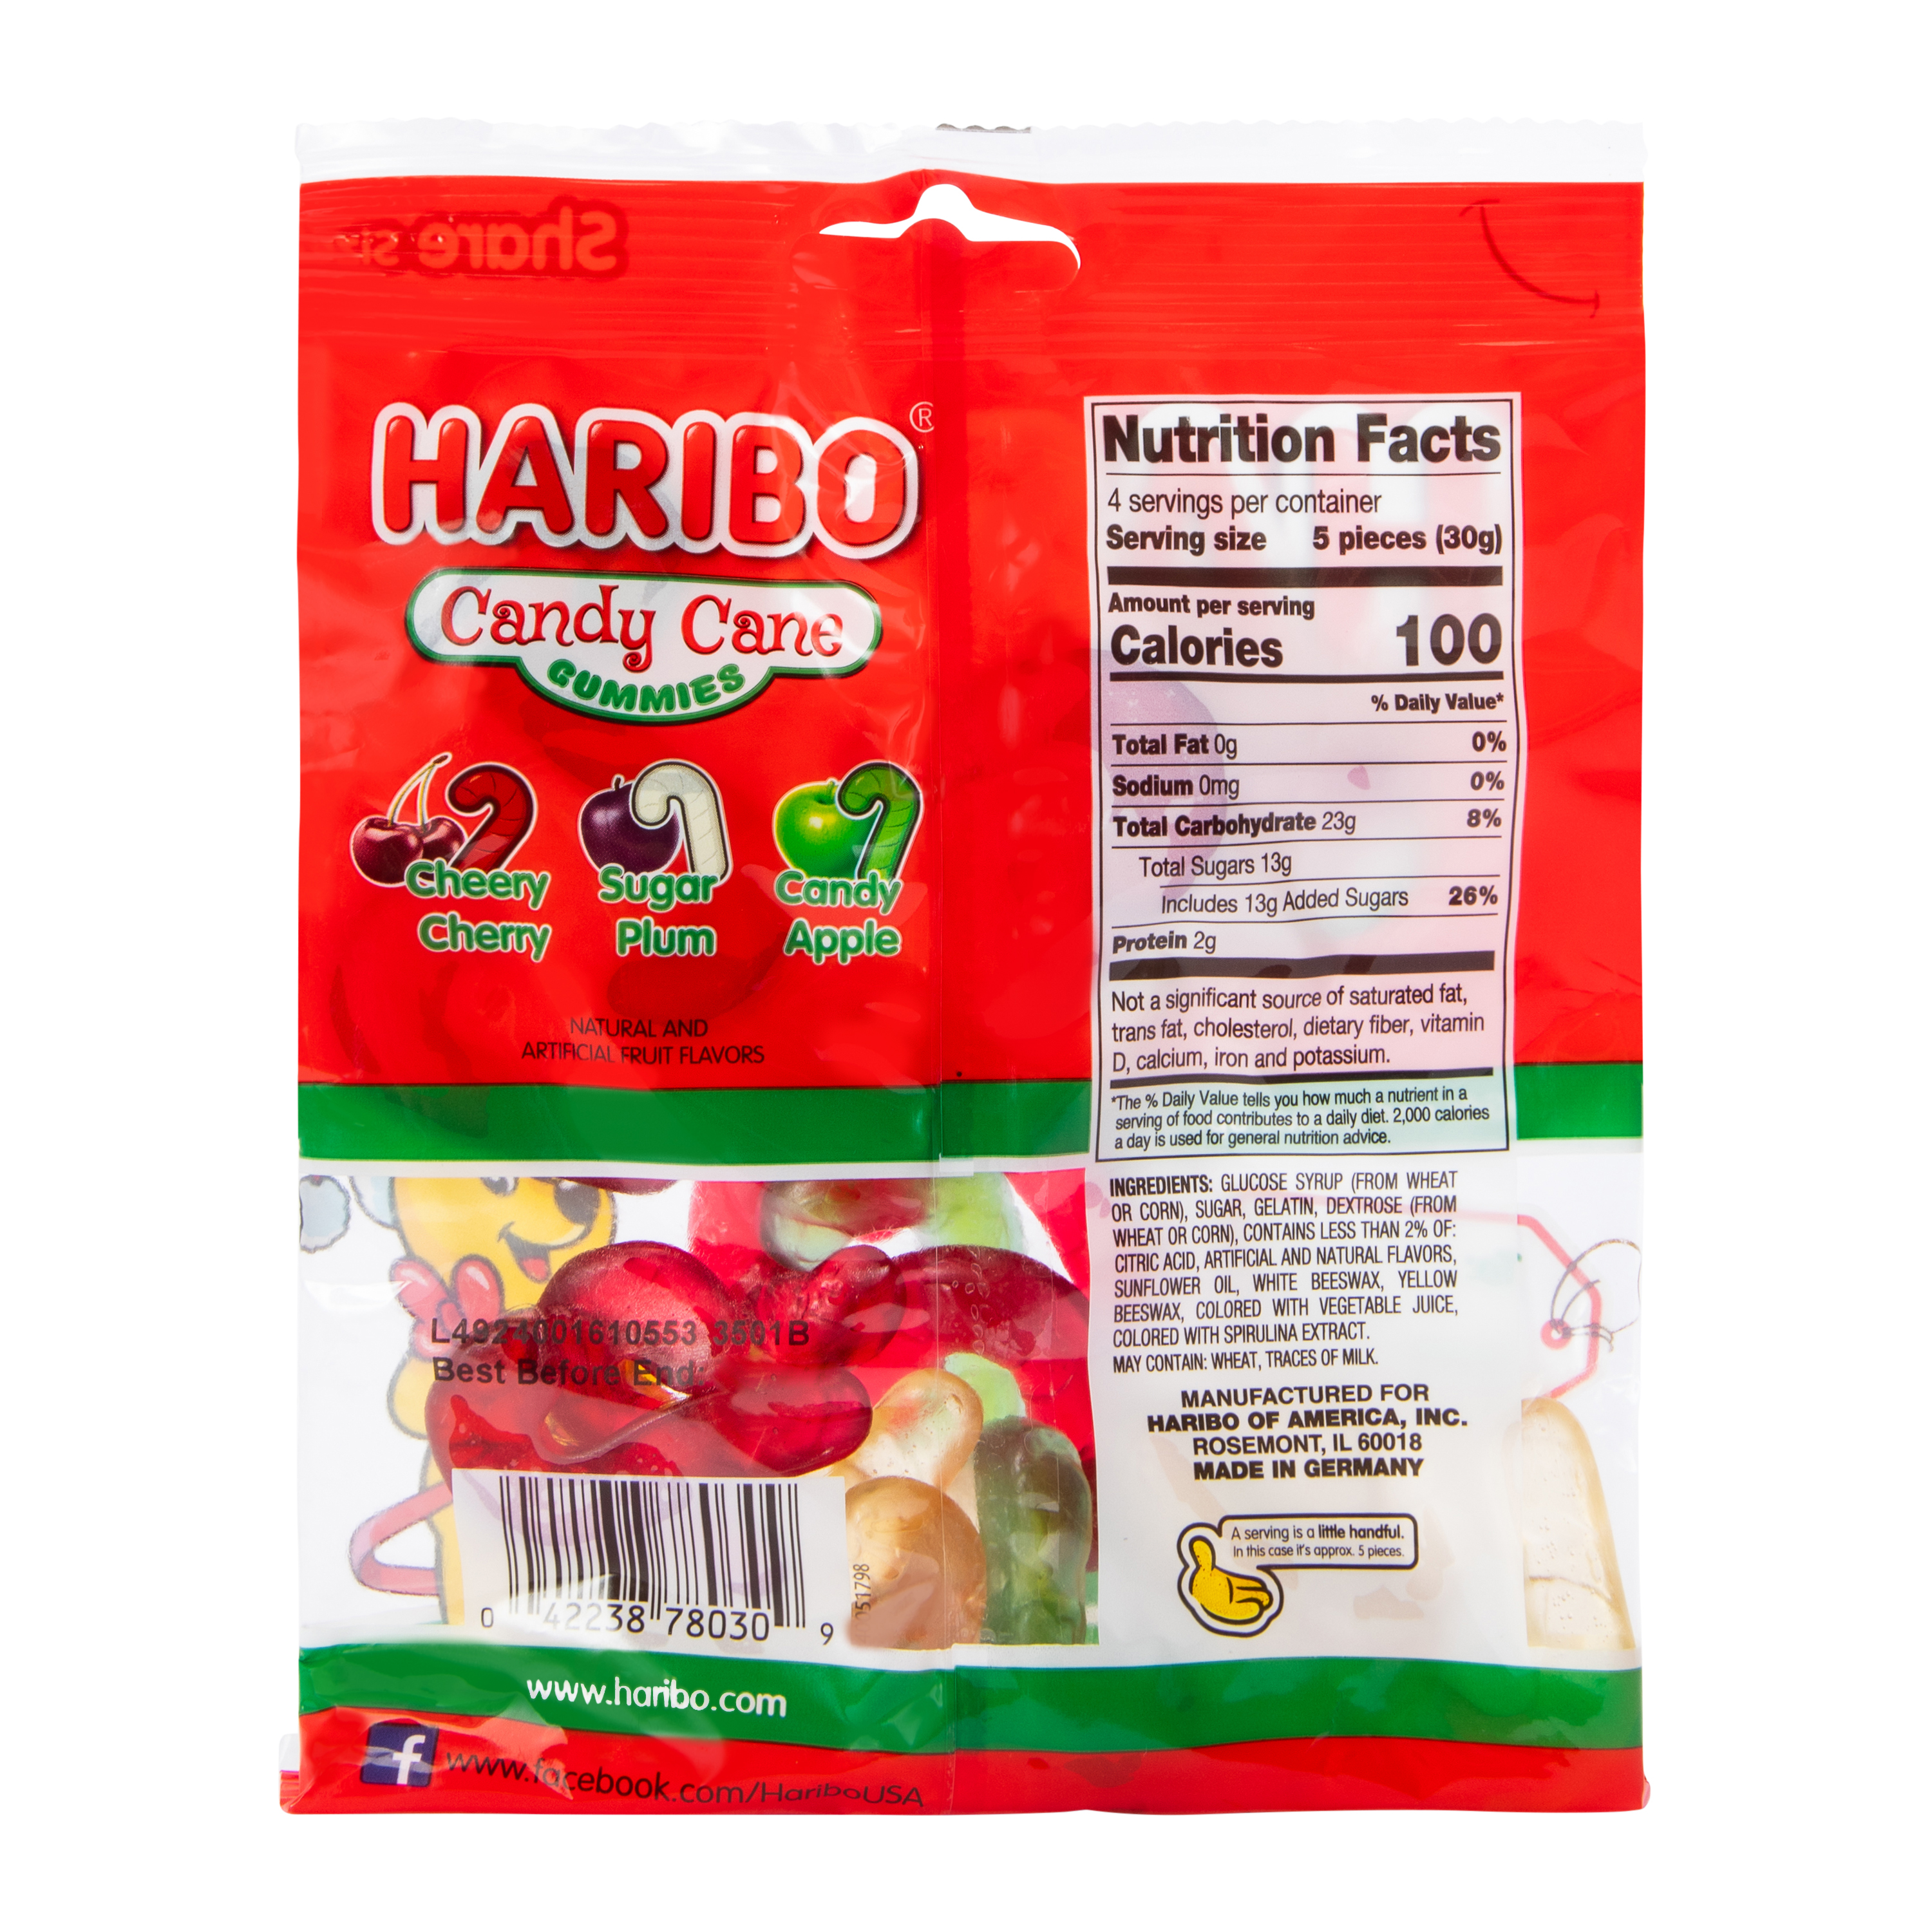 Share
HARIBO®
Candy Cane
GUMMIES
Cheery
Cherry
Sugar
Plum
Candy
Apple
NATURAL AND
ARTIFICIAL FRUIT FLAVORS
L4924001610553 3501B
Best Before End:
0 42238 78030 9
051798
www.haribo.com
f www.facebook.com/HariboUSA
Nutrition Facts
4 servings per container
Serving size 5 pieces (30g)
Amount per serving
Calories 100
% Daily Value*
Total Fat 0g 0%
Sodium 0mg 0%
Total Carbohydrate 23g 8%
Total Sugars 13g
Includes 13g Added Sugars 26%
Protein 2g
Not a significant source of saturated fat,
trans fat, cholesterol, dietary fiber, vitamin
D, calcium, iron and potassium.
*The % Daily Value tells you how much a nutrient in a
serving of food contributes to a daily diet. 2,000 calories
a day is used for general nutrition advice.
INGREDIENTS: GLUCOSE SYRUP (FROM WHEAT
OR CORN), SUGAR, GELATIN, DEXTROSE (FROM
WHEAT OR CORN), CONTAINS LESS THAN 2% OF:
CITRIC ACID, ARTIFICIAL AND NATURAL FLAVORS,
SUNFLOWER OIL, WHITE BEESWAX, YELLOW
BEESWAX, COLORED WITH VEGETABLE JUICE,
COLORED WITH SPIRULINA EXTRACT.
MAY CONTAIN: WHEAT, TRACES OF MILK.
MANUFACTURED FOR
HARIBO OF AMERICA, INC.
ROSEMONT, IL 60018
MADE IN GERMANY
A serving is a little handful.
In this case it's approx. 5 pieces.